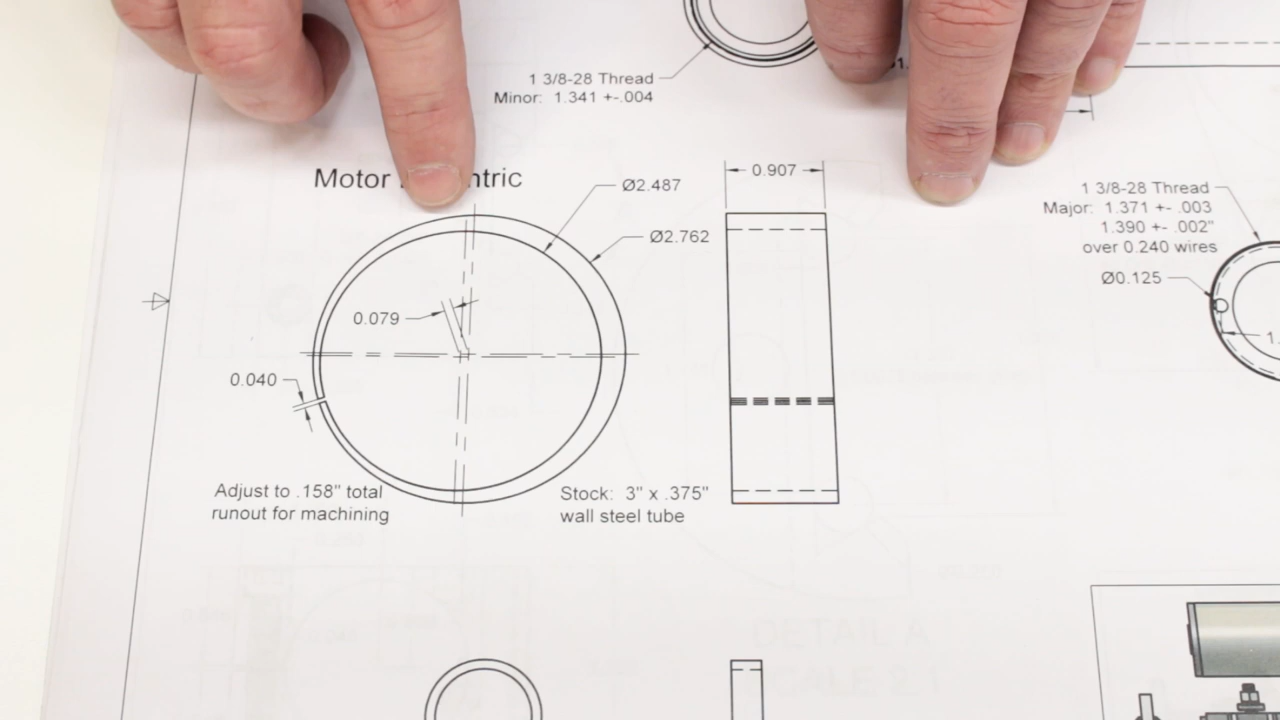 1 3/8-28 Thread
Minor: 1.341 +-.004
Motor ntric
Ø2.487
Ø2.762
0.907
1 3/8-28 Thread
Major: 1.371 +- .003
1.390 +- .002"
over 0.240 wires
Ø0.125
1.
0.079
0.040
Adjust to .158" total
runout for machining
Stock: 3" x .375"
wall steel tube
DETAIL A